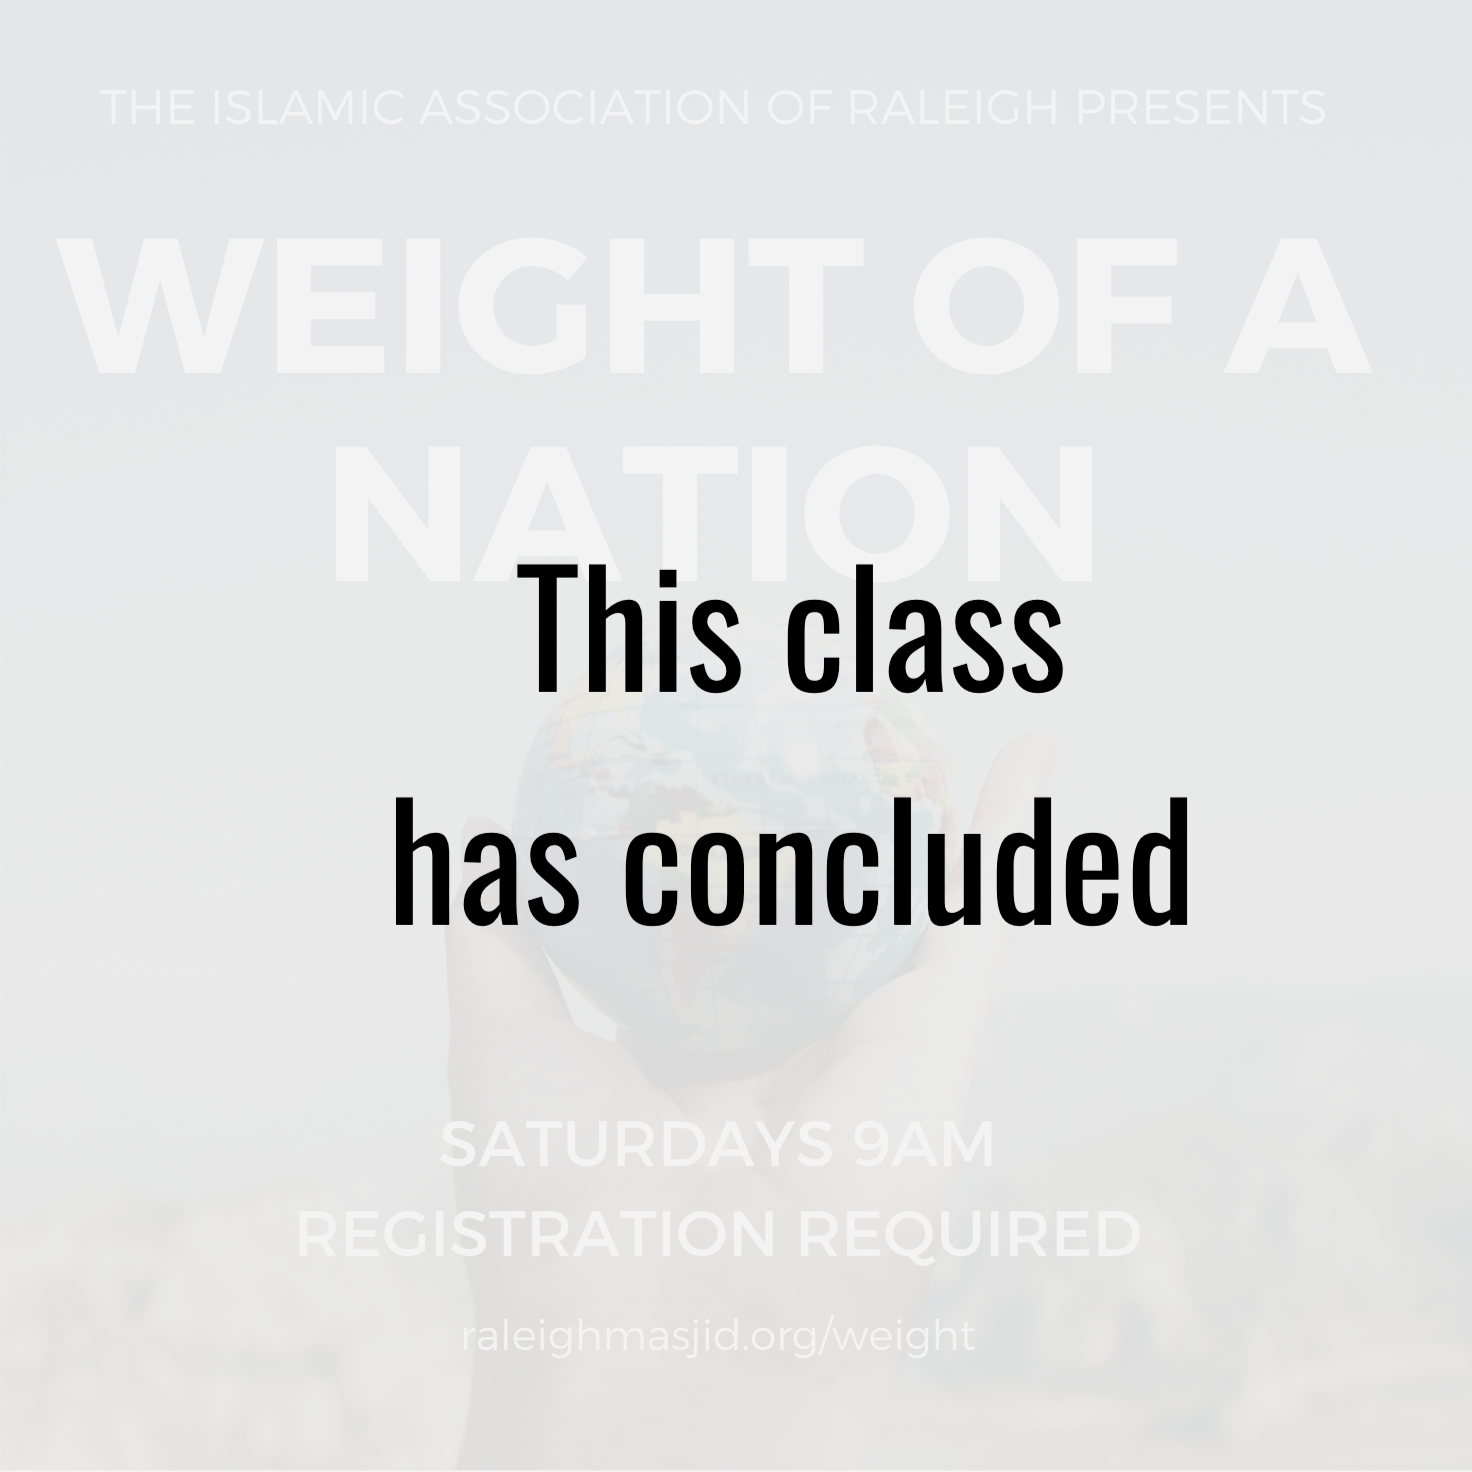 THE ISLAMIC ASSOCIATION OF RALEIGH PRESENTS
WEIGHT OF A
NATION
This class
has concluded
SATURDAYS 9AM
REGISTRATION REQUIRED
raleighmasjid.org/weight